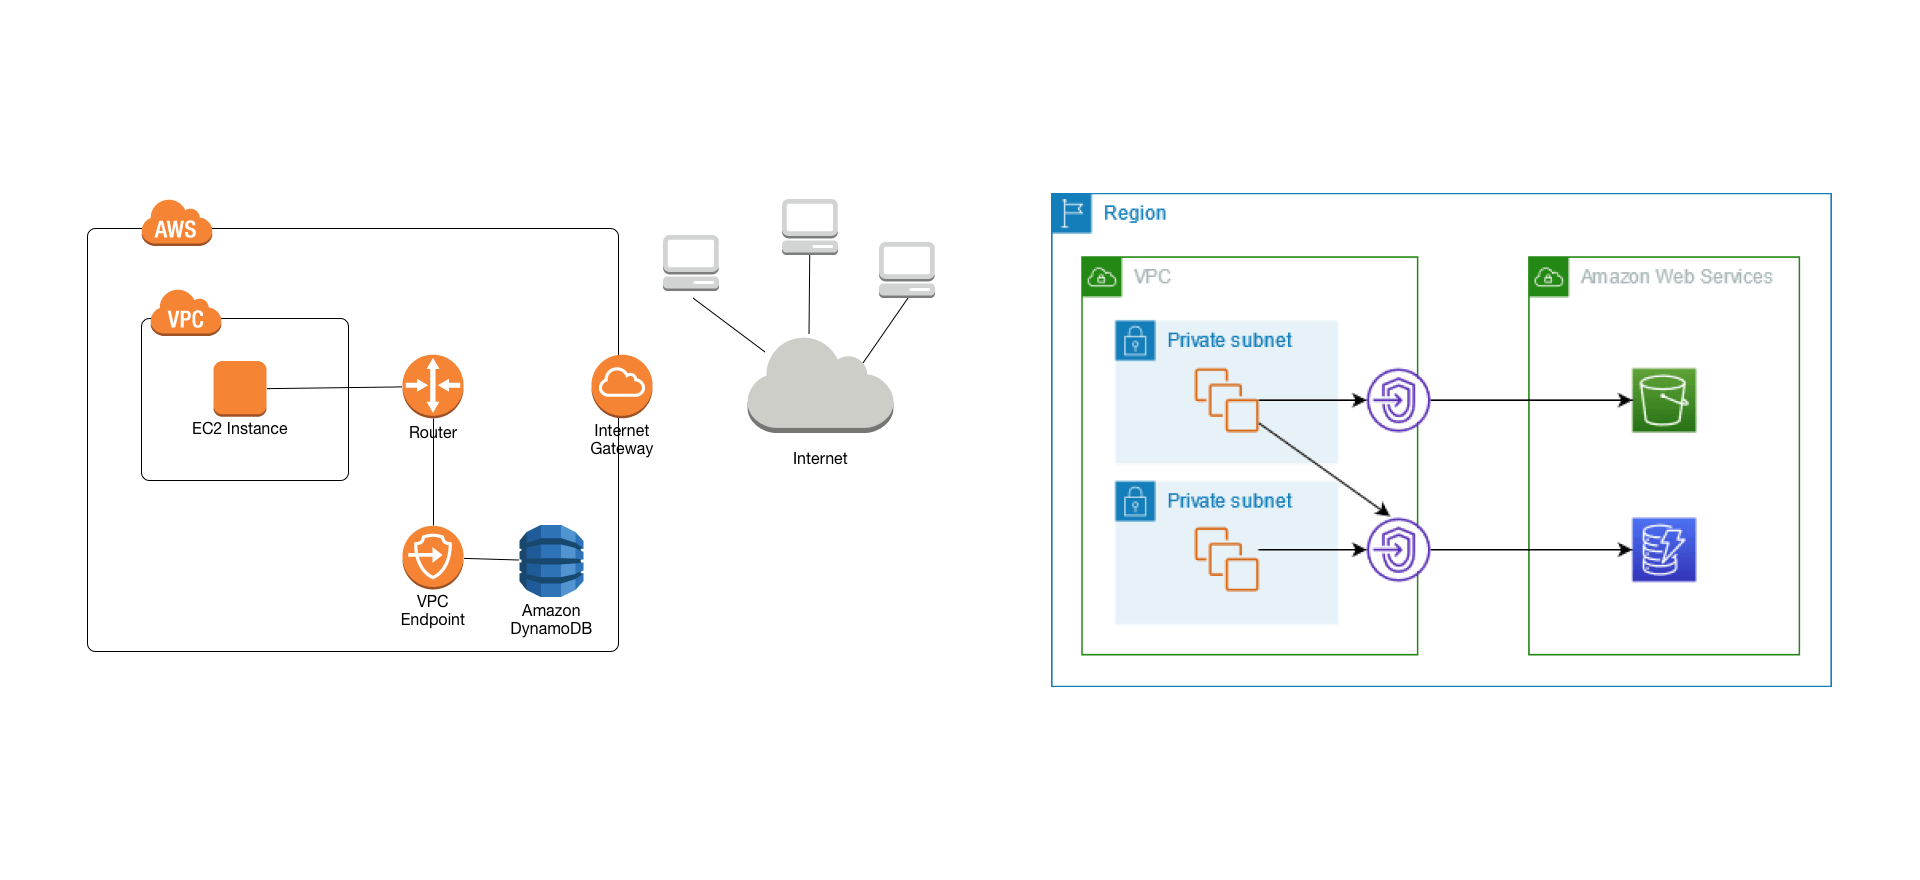 AWS
VPC
EC2 Instance
Router
Internet
Gateway
VPC
Endpoint
Amazon
DynamoDB
Internet
Region
VPC
Amazon Web Services
Private subnet
Private subnet